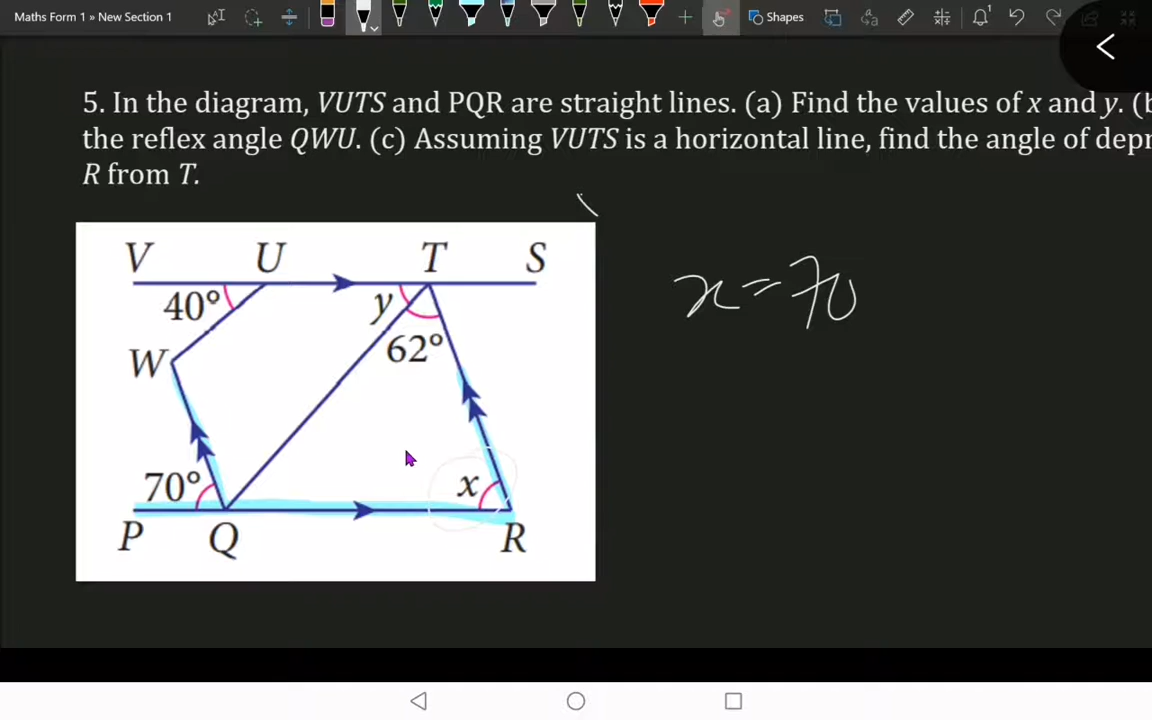 Maths Form 1 » New Section 1
Shapes
5. In the diagram, VUTS and PQR are straight lines. (a) Find the values of x and y. (b
the reflex angle QWU. (c) Assuming VUTS is a horizontal line, find the angle of depr
R from T.
x = 70
V U T S
40° y
62°
W
70° x
P Q R